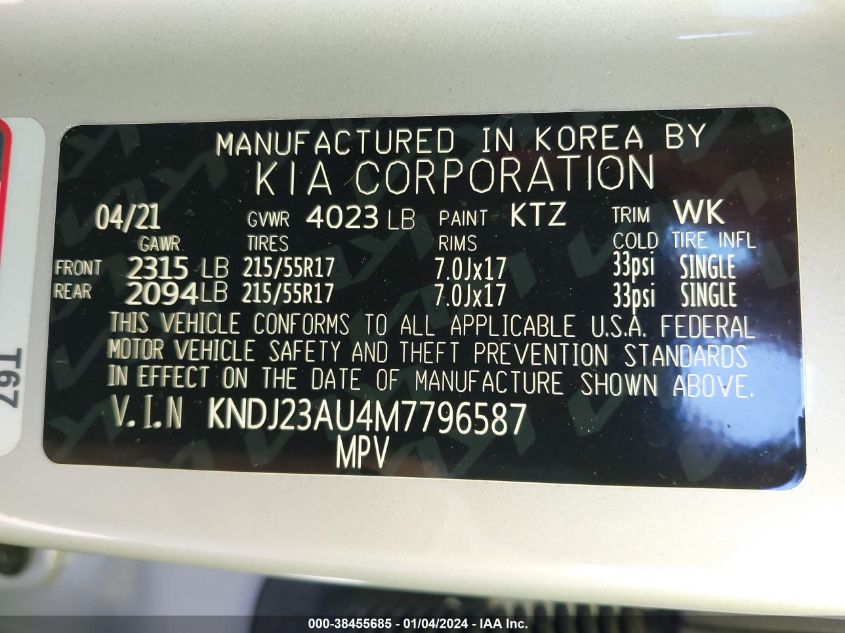 MANUFACTURED IN KOREA BY
KIA CORPORATION
04/21 GVWR 4023 LB PAINT KTZ TRIM WK
GAWR TIRES RIMS COLD TIRE INFL
FRONT 2315 LB 215/55R17 7.0Jx17 33psi SINGLE
REAR 2094 LB 215/55R17 7.0Jx17 33psi SINGLE
THIS VEHICLE CONFORMS TO ALL APPLICABLE U.S.A. FEDERAL
MOTOR VEHICLE SAFETY AND THEFT PREVENTION STANDARDS
IN EFFECT ON THE DATE OF MANUFACTURE SHOWN ABOVE.
V.I.N KNDJ23AU4M7796587
MPV
000-38455685 - 01/04/2024 - IAA Inc.